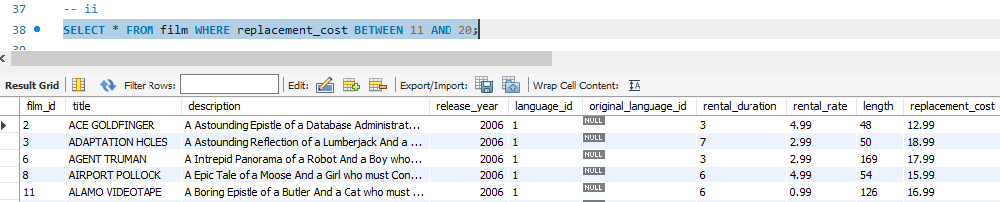 37 -- ii
38 SELECT * FROM film WHERE replacement_cost BETWEEN 11 AND 20;
Result Grid Filter Rows: Edit: Export/Import: Wrap Cell Content:
film_id title description release_year language_id original_language_id rental_duration rental_rate length replacement_cost
2 ACE GOLDFINGER A Astounding Epistle of a Database Administrat... 2006 1 NULL 3 4.99 48 12.99
3 ADAPTATION HOLES A Astounding Reflection of a Lumberjack And a ... 2006 1 NULL 7 2.99 50 18.99
6 AGENT TRUMAN A Intrepid Panorama of a Robot And a Boy who... 2006 1 NULL 3 2.99 169 17.99
8 AIRPORT POLLOCK A Epic Tale of a Moose And a Girl who must Con... 2006 1 NULL 6 4.99 54 15.99
11 ALAMO VIDEOTAPE A Boring Epistle of a Butler And a Cat who must ... 2006 1 NULL 6 0.99 126 16.99